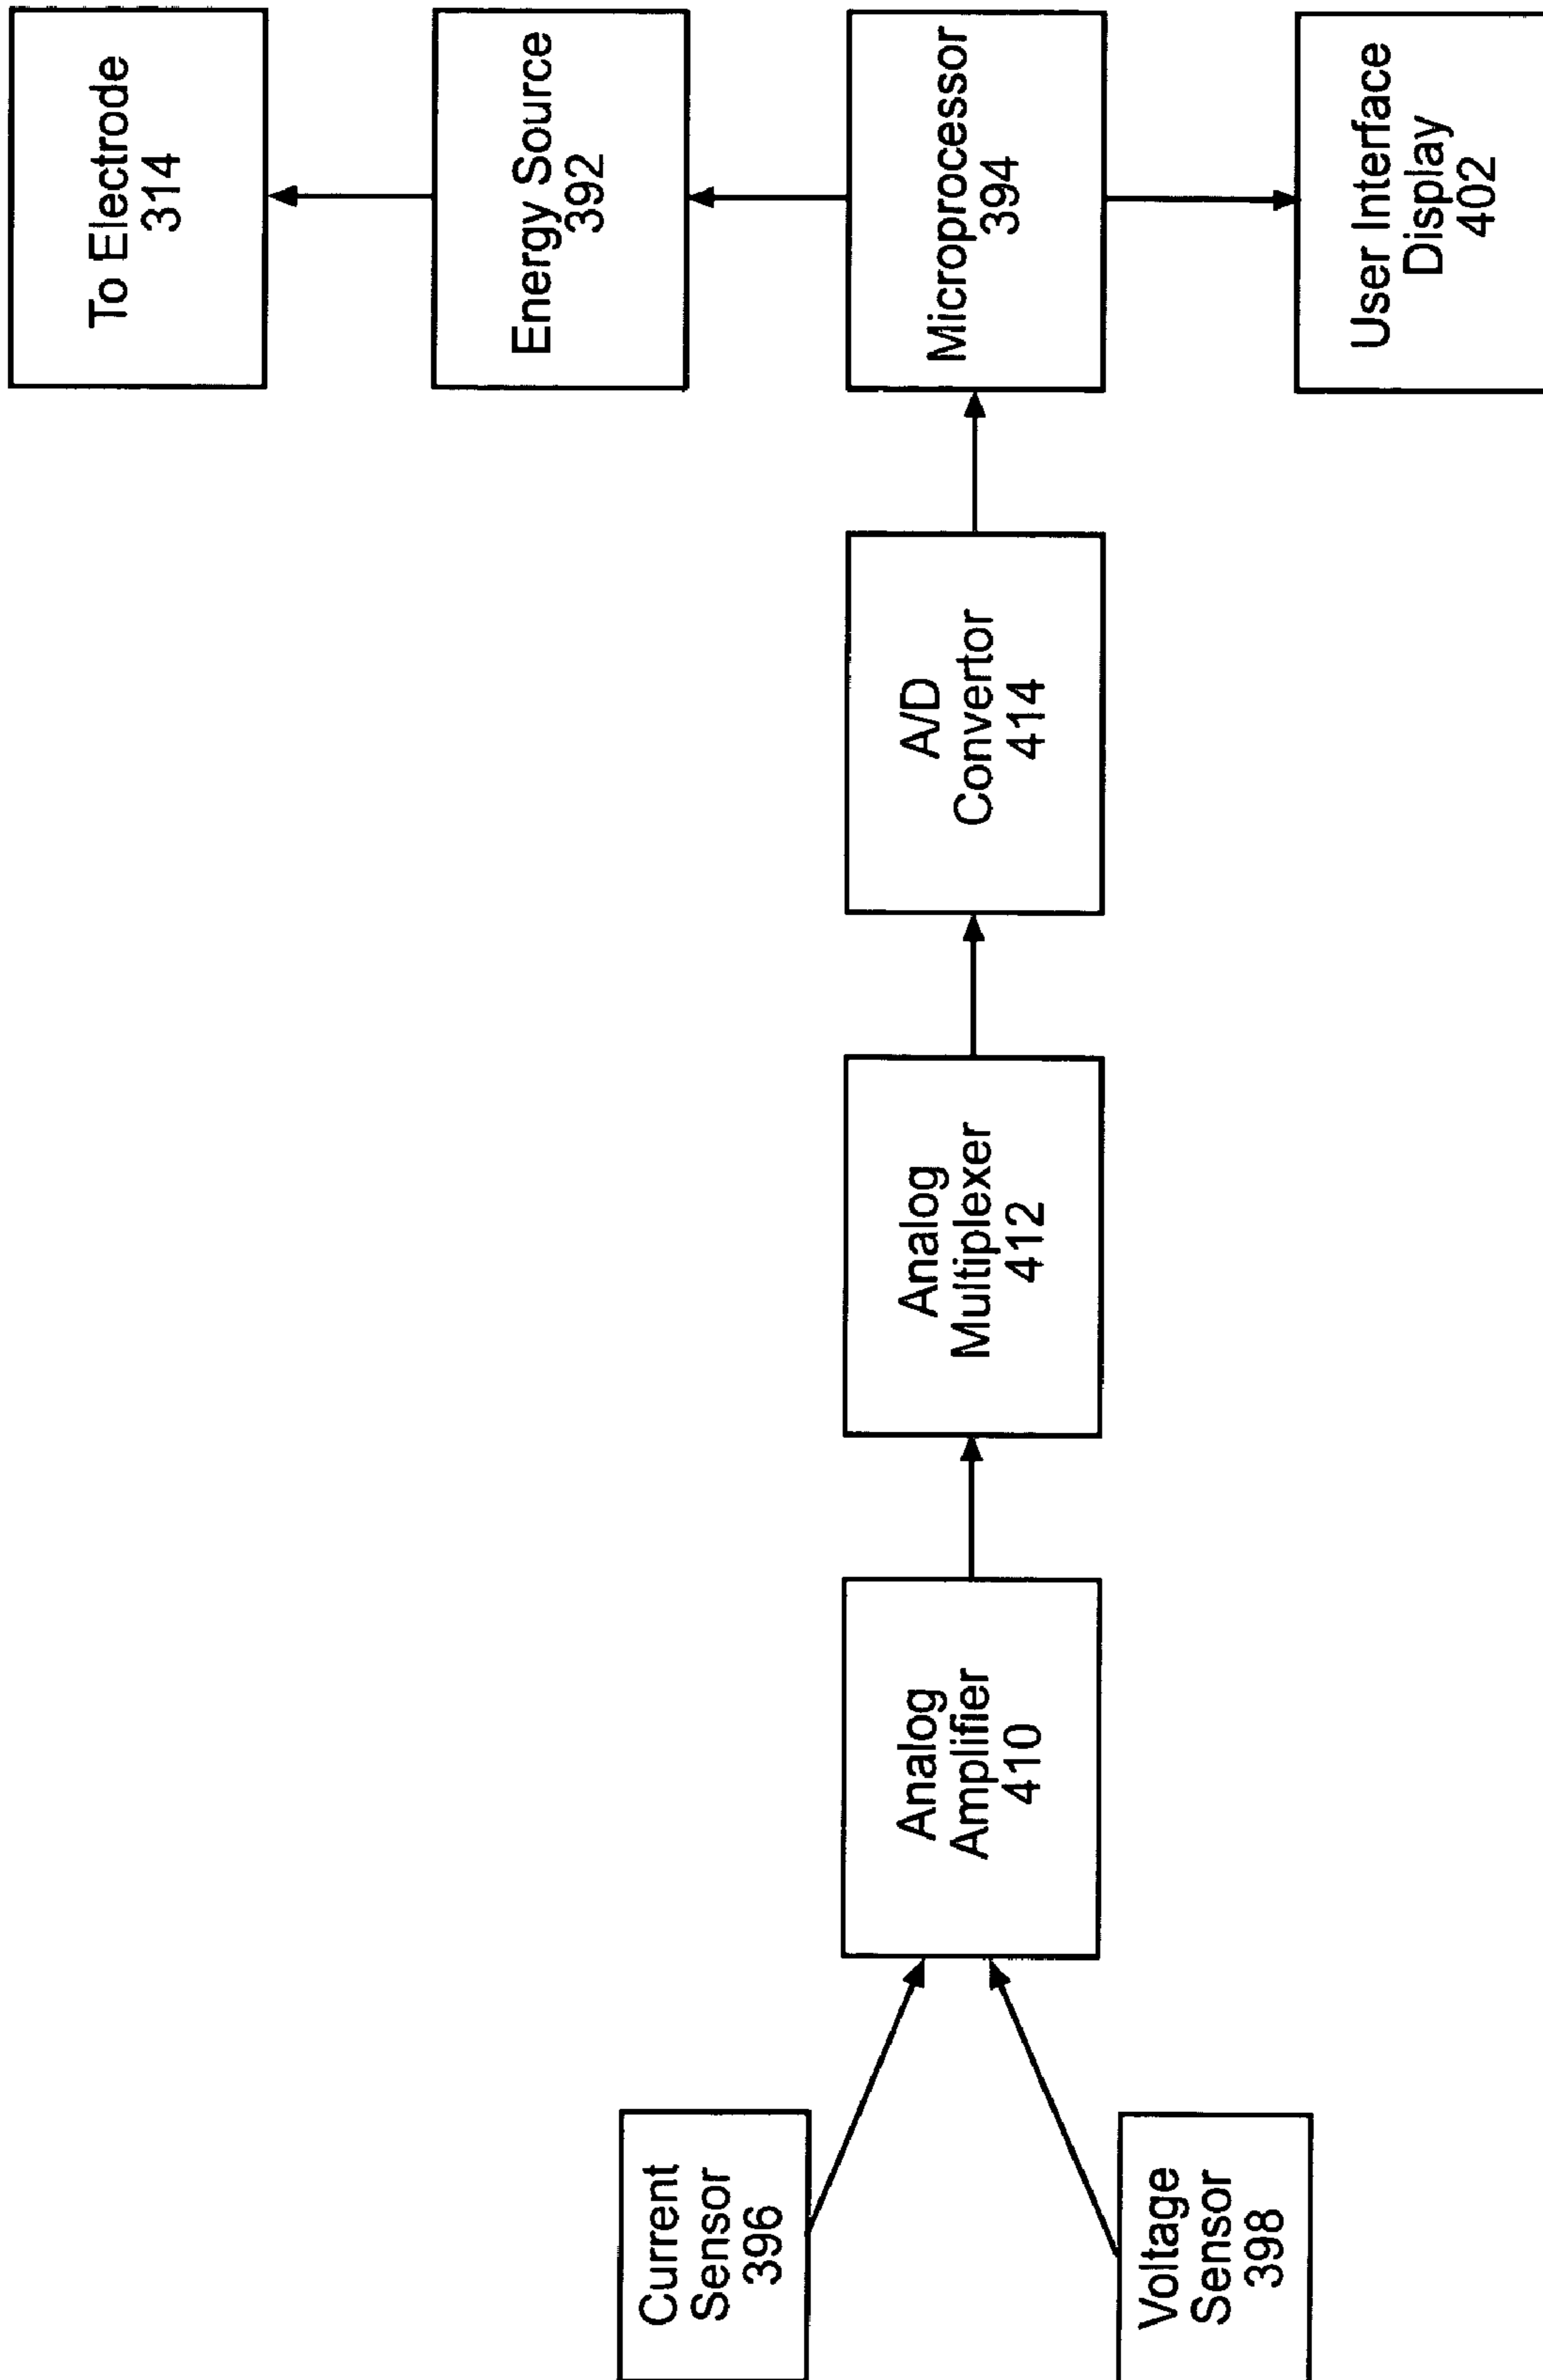 Current
Sensor
396
Voltage
Sensor
398
Analog
Amplifier
410
Analog
Multiplexer
412
A/D
Convertor
414
To Electrode
314
Energy Source
392
Microprocessor
394
User Interface
Display
402